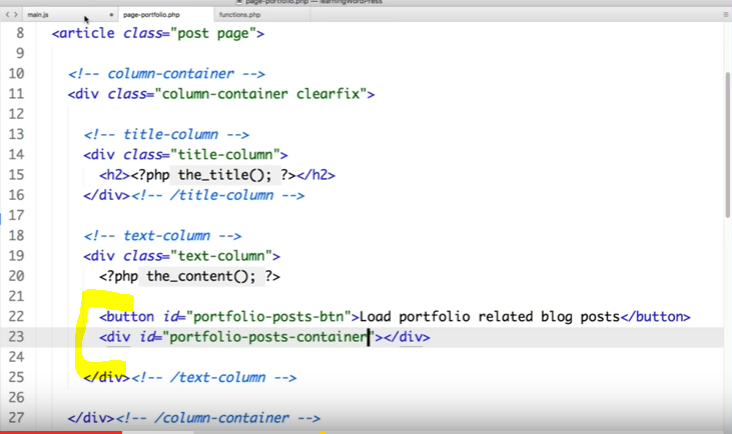 page-portfolio.php — learningWordPress
main.js page-portfolio.php functions.php
8 <article class="post page">
9
10 <!-- column-container -->
11 <div class="column-container clearfix">
12
13 <!-- title-column -->
14 <div class="title-column">
15 <h2><?php the_title(); ?></h2>
16 </div><!-- /title-column -->
17
18 <!-- text-column -->
19 <div class="text-column">
20 <?php the_content(); ?>
21
22 <button id="portfolio-posts-btn">Load portfolio related blog posts</button>
23 <div id="portfolio-posts-container"></div>
24
25 </div><!-- /text-column -->
26
27 </div><!-- /column-container -->